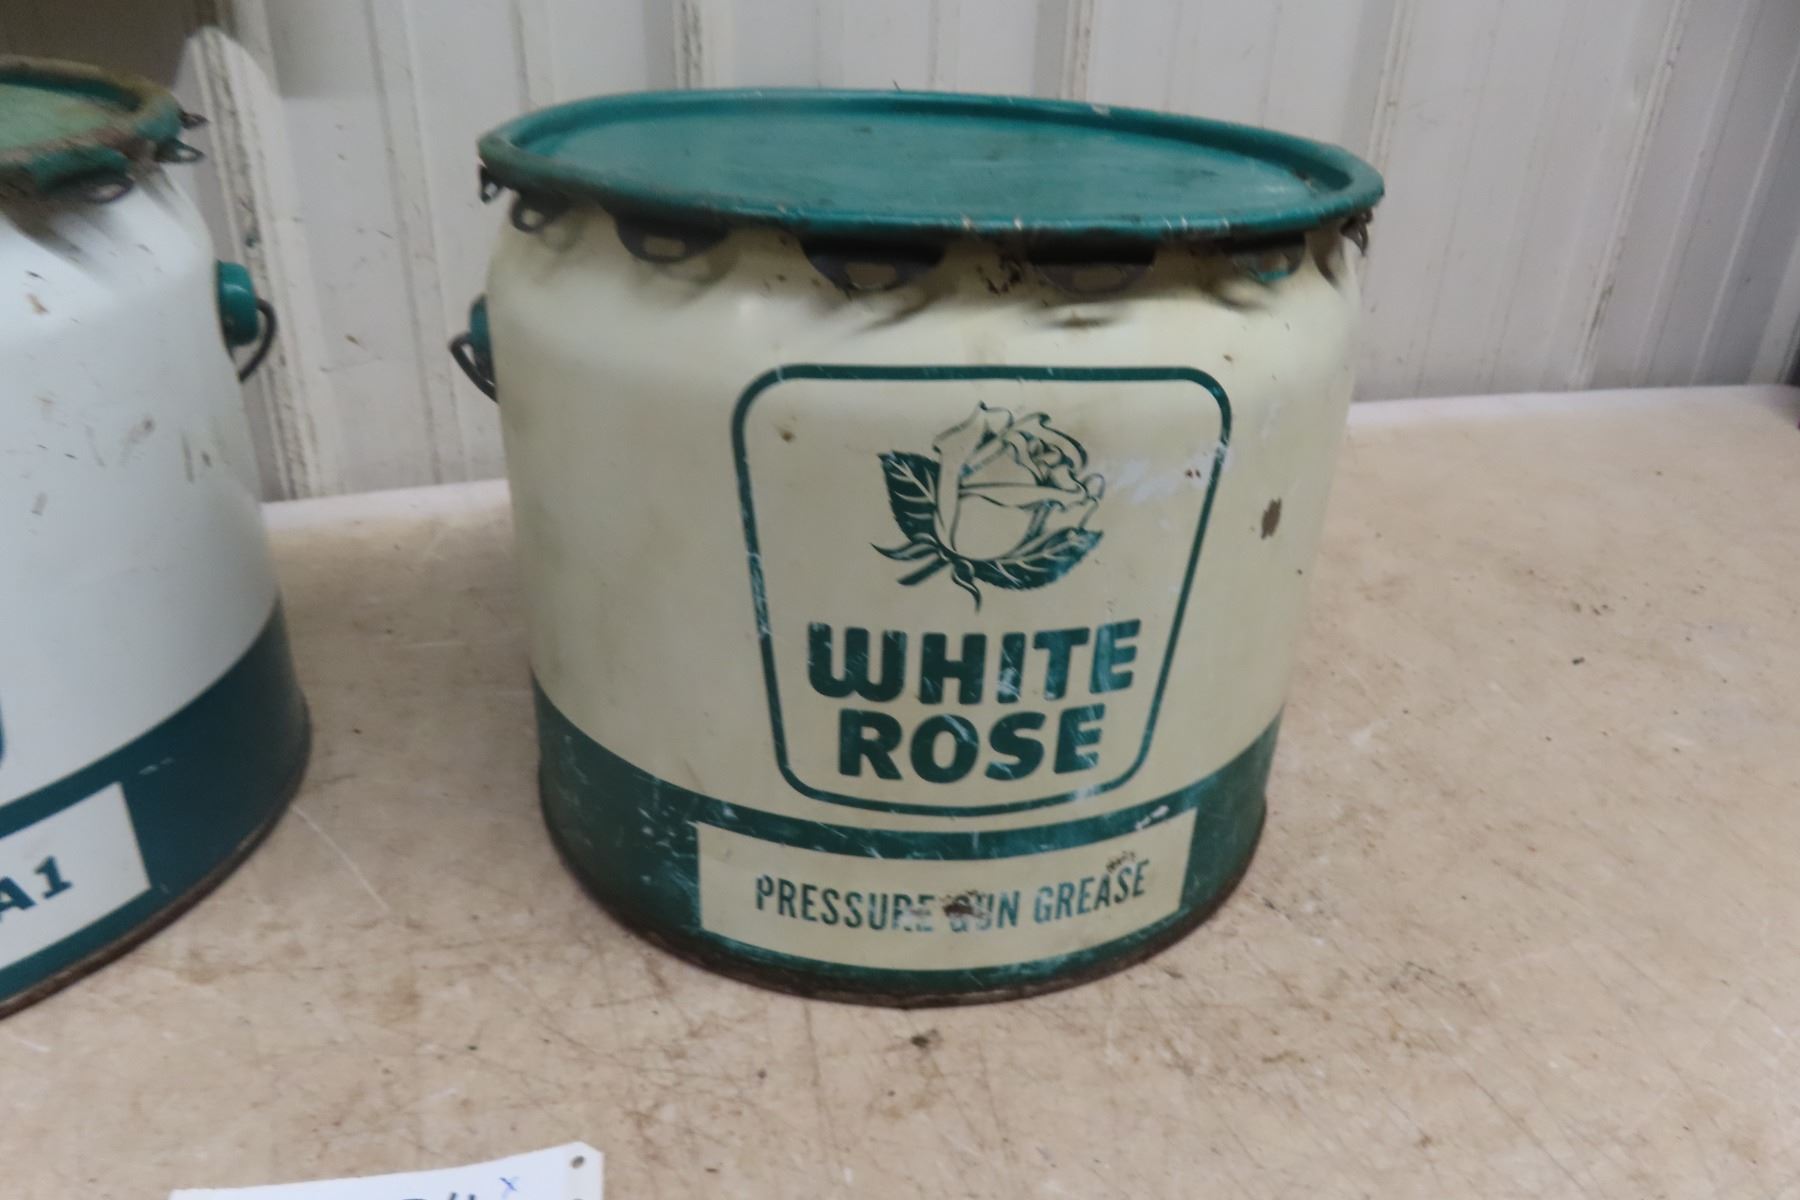 WHITE
ROSE
PRESSURE GUN GREASE
A1